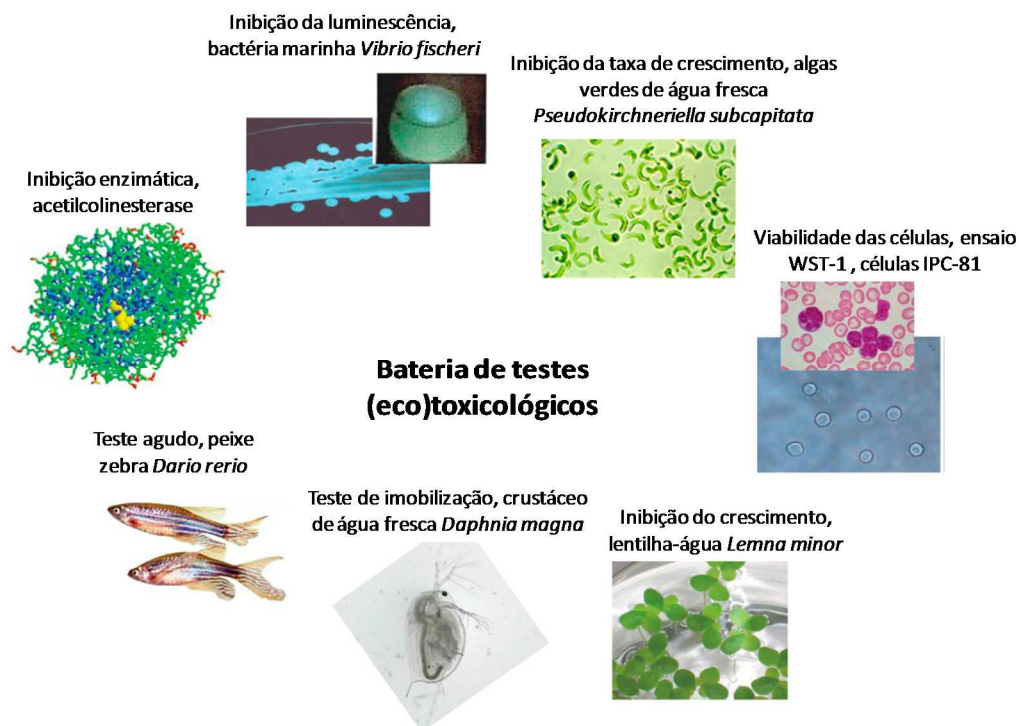 Inibição da luminescência,
bactéria marinha Vibrio fischeri
Inibição da taxa de crescimento, algas
verdes de água fresca
Pseudokirchneriella subcapitata
Inibição enzimática,
acetilcolinesterase
Viabilidade das células, ensaio
WST-1 , células IPC-81
Bateria de testes
(eco)toxicológicos
Teste agudo, peixe
zebra Dario rerio
Teste de imobilização, crustáceo
de água fresca Daphnia magna
Inibição do crescimento,
lentilha-água Lemna minor